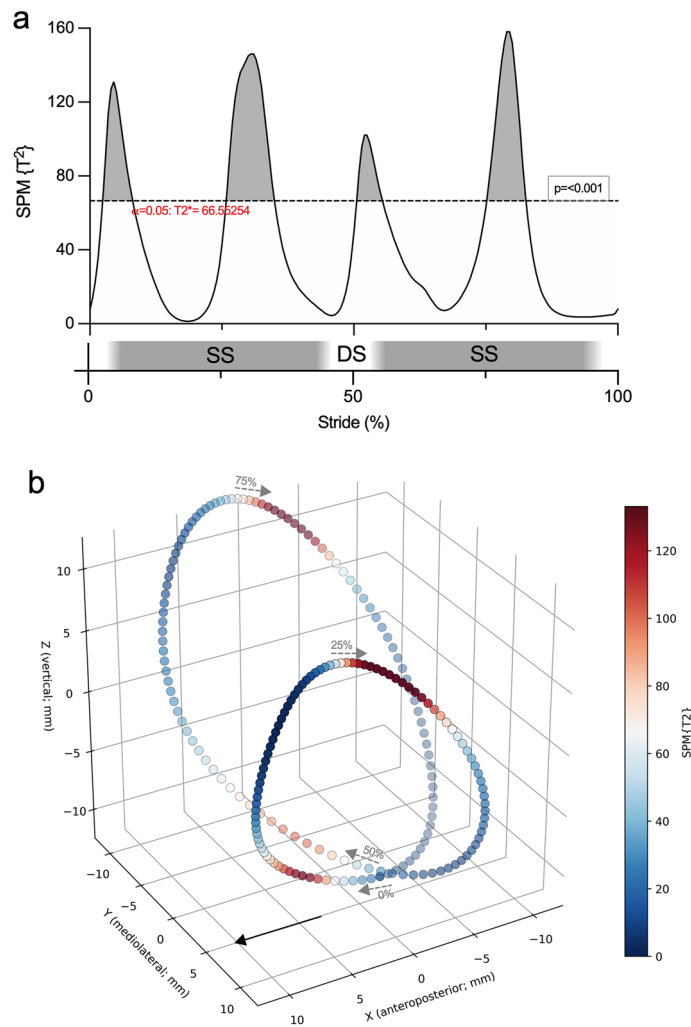 a
160
120
80
40
0
SPM {T²}
p=<0.001
α=0.05: T2*= 66.55254
SS DS SS
0 50 100
Stride (%)
b
75%
25%
50%
0%
10
5
0
−5
−10
Z (vertical; mm)
−10
−5
0
5
10
Y (mediolateral; mm)
10
5
0
−5
−10
X (anteroposterior; mm)
120
100
80
60
40
20
0
SPM{T2}